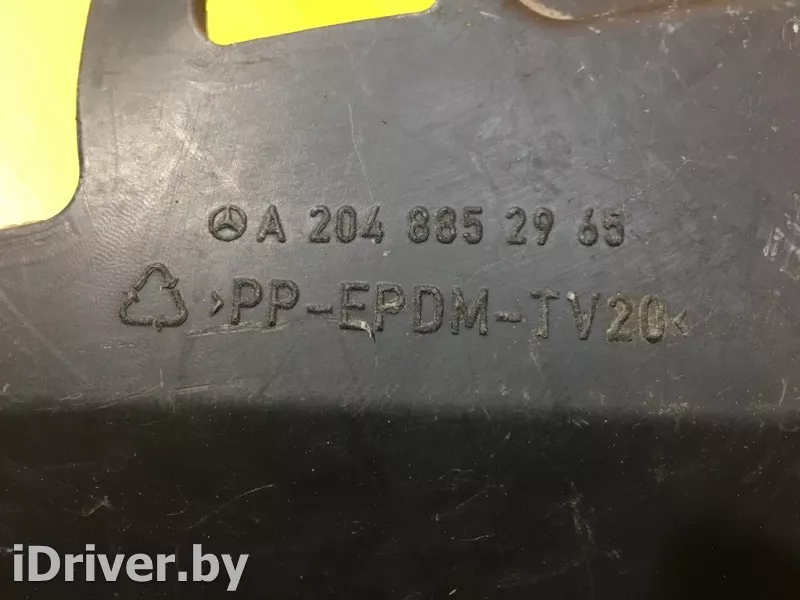 A 204 885 29 65
>PP-EPDM-TV20<
iDriver.by